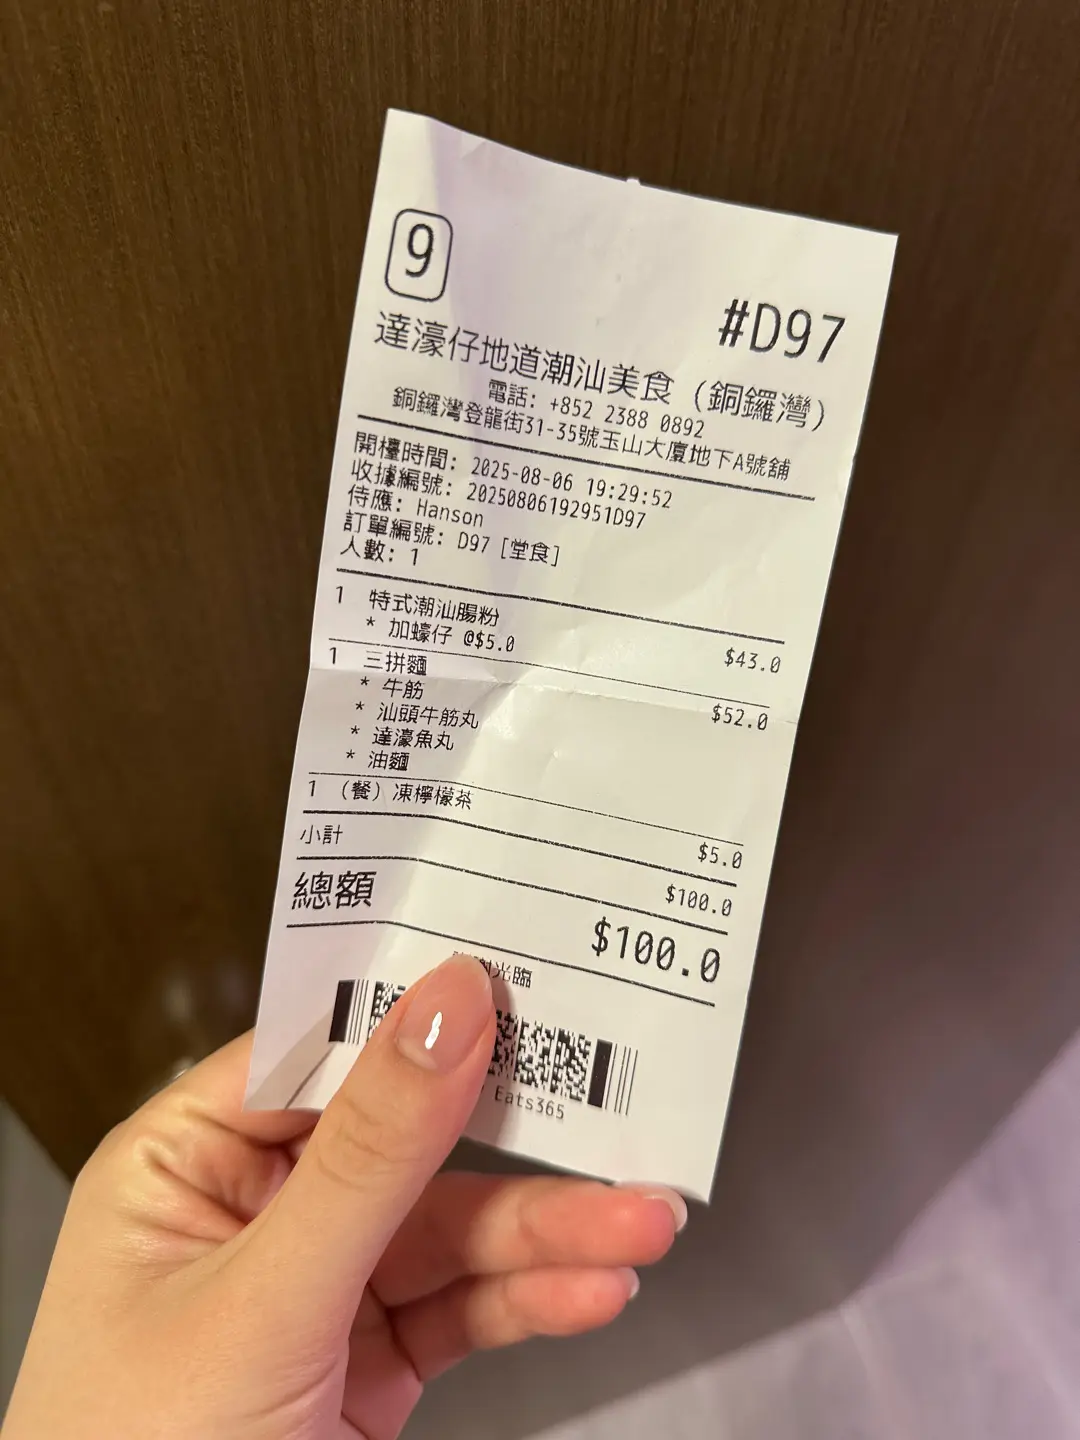 9
#D97
達濠仔地道潮汕美食 (銅鑼灣)
電話: +852 2388 0892
銅鑼灣登龍街31-35號玉山大廈地下A號舖
開檯時間: 2025-08-06 19:29:52
收據編號: 20250806192951D97
侍應: Hanson
訂單編號: D97 [堂食]
人數: 1
1 特式潮汕腸粉 $43.0
* 加蠔仔 @$5.0
1 三拼麵 $52.0
* 牛筋
* 汕頭牛筋丸
* 達濠魚丸
* 油麵
1 (餐) 凍檸檬茶 $5.0
小計 $100.0
總額 $100.0
謝光臨
Eats365